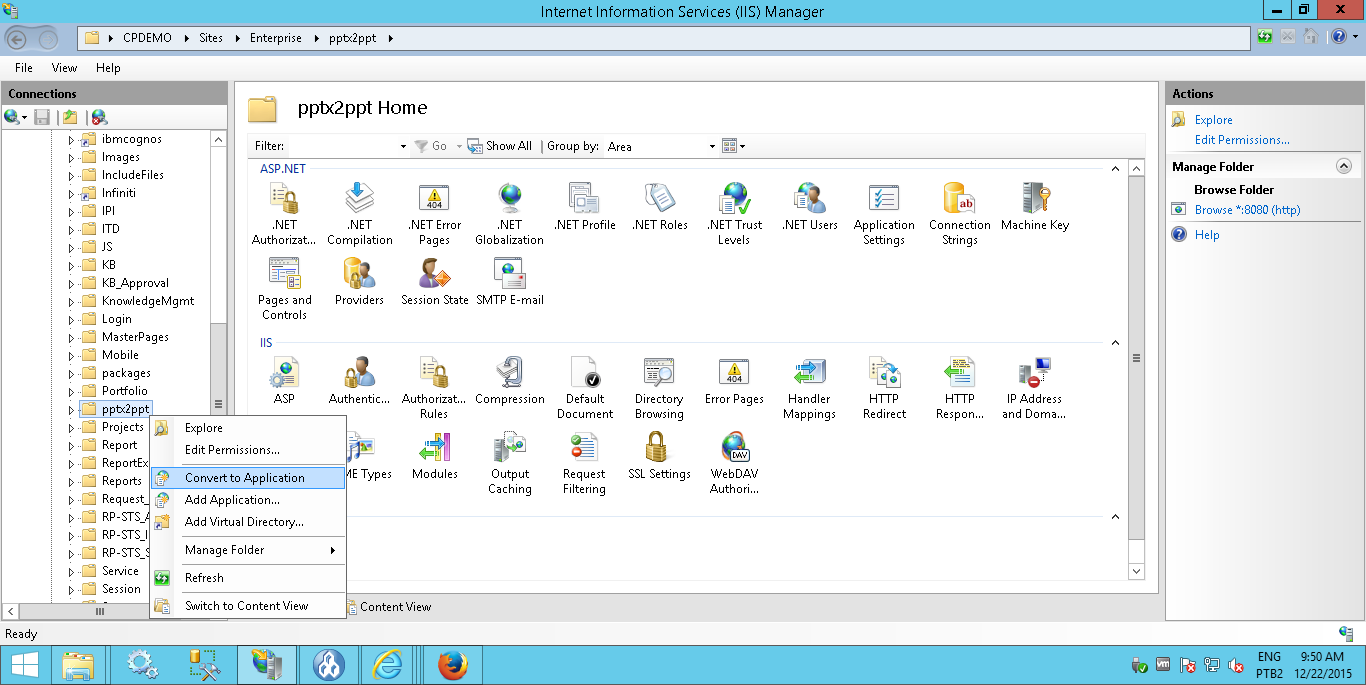 Internet Information Services (IIS) Manager
CPDEMO Sites Enterprise pptx2ppt
File View Help
Connections
ibmcognos
Images
IncludeFiles
Infiniti
IPI
ITD
JS
KB
KB_Approval
KnowledgeMgmt
Login
MasterPages
Mobile
packages
Portfolio
pptx2ppt
Projects
Report
ReportEx
Reports
Request_
RP-STS_A
RP-STS_I
RP-STS_S
Service
Session
Explore
Edit Permissions...
Convert to Application
Add Application...
Add Virtual Directory...
Manage Folder
Refresh
Switch to Content View
pptx2ppt Home
Filter: Go Show All Group by: Area
ASP.NET
.NET Authorizat...
.NET Compilation
.NET Error Pages
.NET Globalization
.NET Profile
.NET Roles
.NET Trust Levels
.NET Users
Application Settings
Connection Strings
Machine Key
Pages and Controls
Providers
Session State
SMTP E-mail
IIS
ASP
Authentic...
Authorizat... Rules
Compression
Default Document
Directory Browsing
Error Pages
Handler Mappings
HTTP Redirect
HTTP Respon...
IP Address and Doma...
ME Types
Modules
Output Caching
Request Filtering
SSL Settings
WebDAV Authori...
Content View
Actions
Explore
Edit Permissions...
Manage Folder
Browse Folder
Browse *:8080 (http)
Help
Ready
ENG
PTB2
9:50 AM
12/22/2015